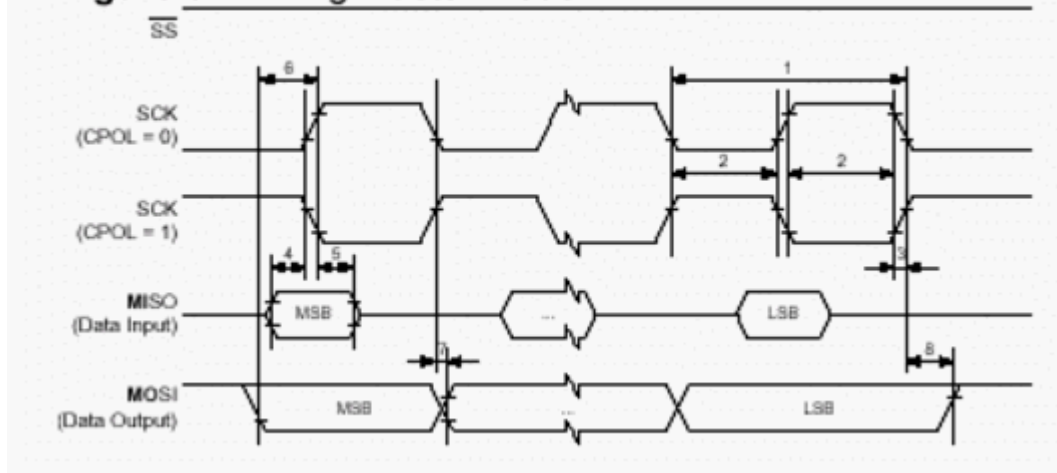 SS
6
1
SCK
(CPOL = 0)
2 2
SCK
(CPOL = 1)
4 5 3
MISO
(Data Input)
MSB ... LSB
7 8
MOSI
(Data Output)
MSB ... LSB